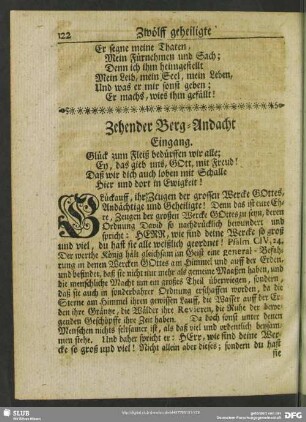 122 Zwölff geheiligte
Er segne meine Thaten,
Mein Fürnehmen und Sach;
Denn ich ihm heimgestellt
Mein Leib, mein Seel, mein Leben,
Und was er mir sonst geben;
Er machs, wies ihm gefällt!
Zehender Berg-Andacht
Eingang.
Glück zum Fleiß bedürffen wir alle;
Ey, das gieb uns, GOtt, mit Freud!
Daß wir dich auch loben mit Schalle
Hier und dort in Ewigkeit!
Glückauff, ihr Zeugen der grossen Wercke GOttes,
Andächtige und Geheiligte! Denn das ist eure Eh-
re, Zeugen der grossen Wercke GOttes zu seyn, deren
Ordnung David so nachdrücklich bewundert und
spricht: HERR, wie sind deine Wercke so groß
und viel, du hast sie alle weißlich geordnet! Psalm CIV, 24.
Der werthe König hält gleichsam im Geist eine general-Befah-
rung in denen Wercken GOttes am Himmel und auff der Erden,
und befindet, daß sie nicht nur mehr als gemeine Maaßen haben, und
die menschliche Macht um ein grosses Theil überwiegen, sondern,
daß sie auch in sonderbahrer Ordnung erschaffen worden, da die
Sterne am Himmel ihren gewissen Lauff, die Wasser auff der Er-
den ihre Gräntze, die Wälder ihre Revieren, die Ruhe der beweg-
enden Geschöpffe ihre Zeit haben. Da doch sonst unter denen
Menschen nichts seltzamer ist, als daß viel und ordentlich beysam-
men stehe. Und daher spricht er: HErr, wie sind deine Wer-
cke so groß und viel! Nicht allein aber dieses; sondern du hast
sie
SLUB
DFG